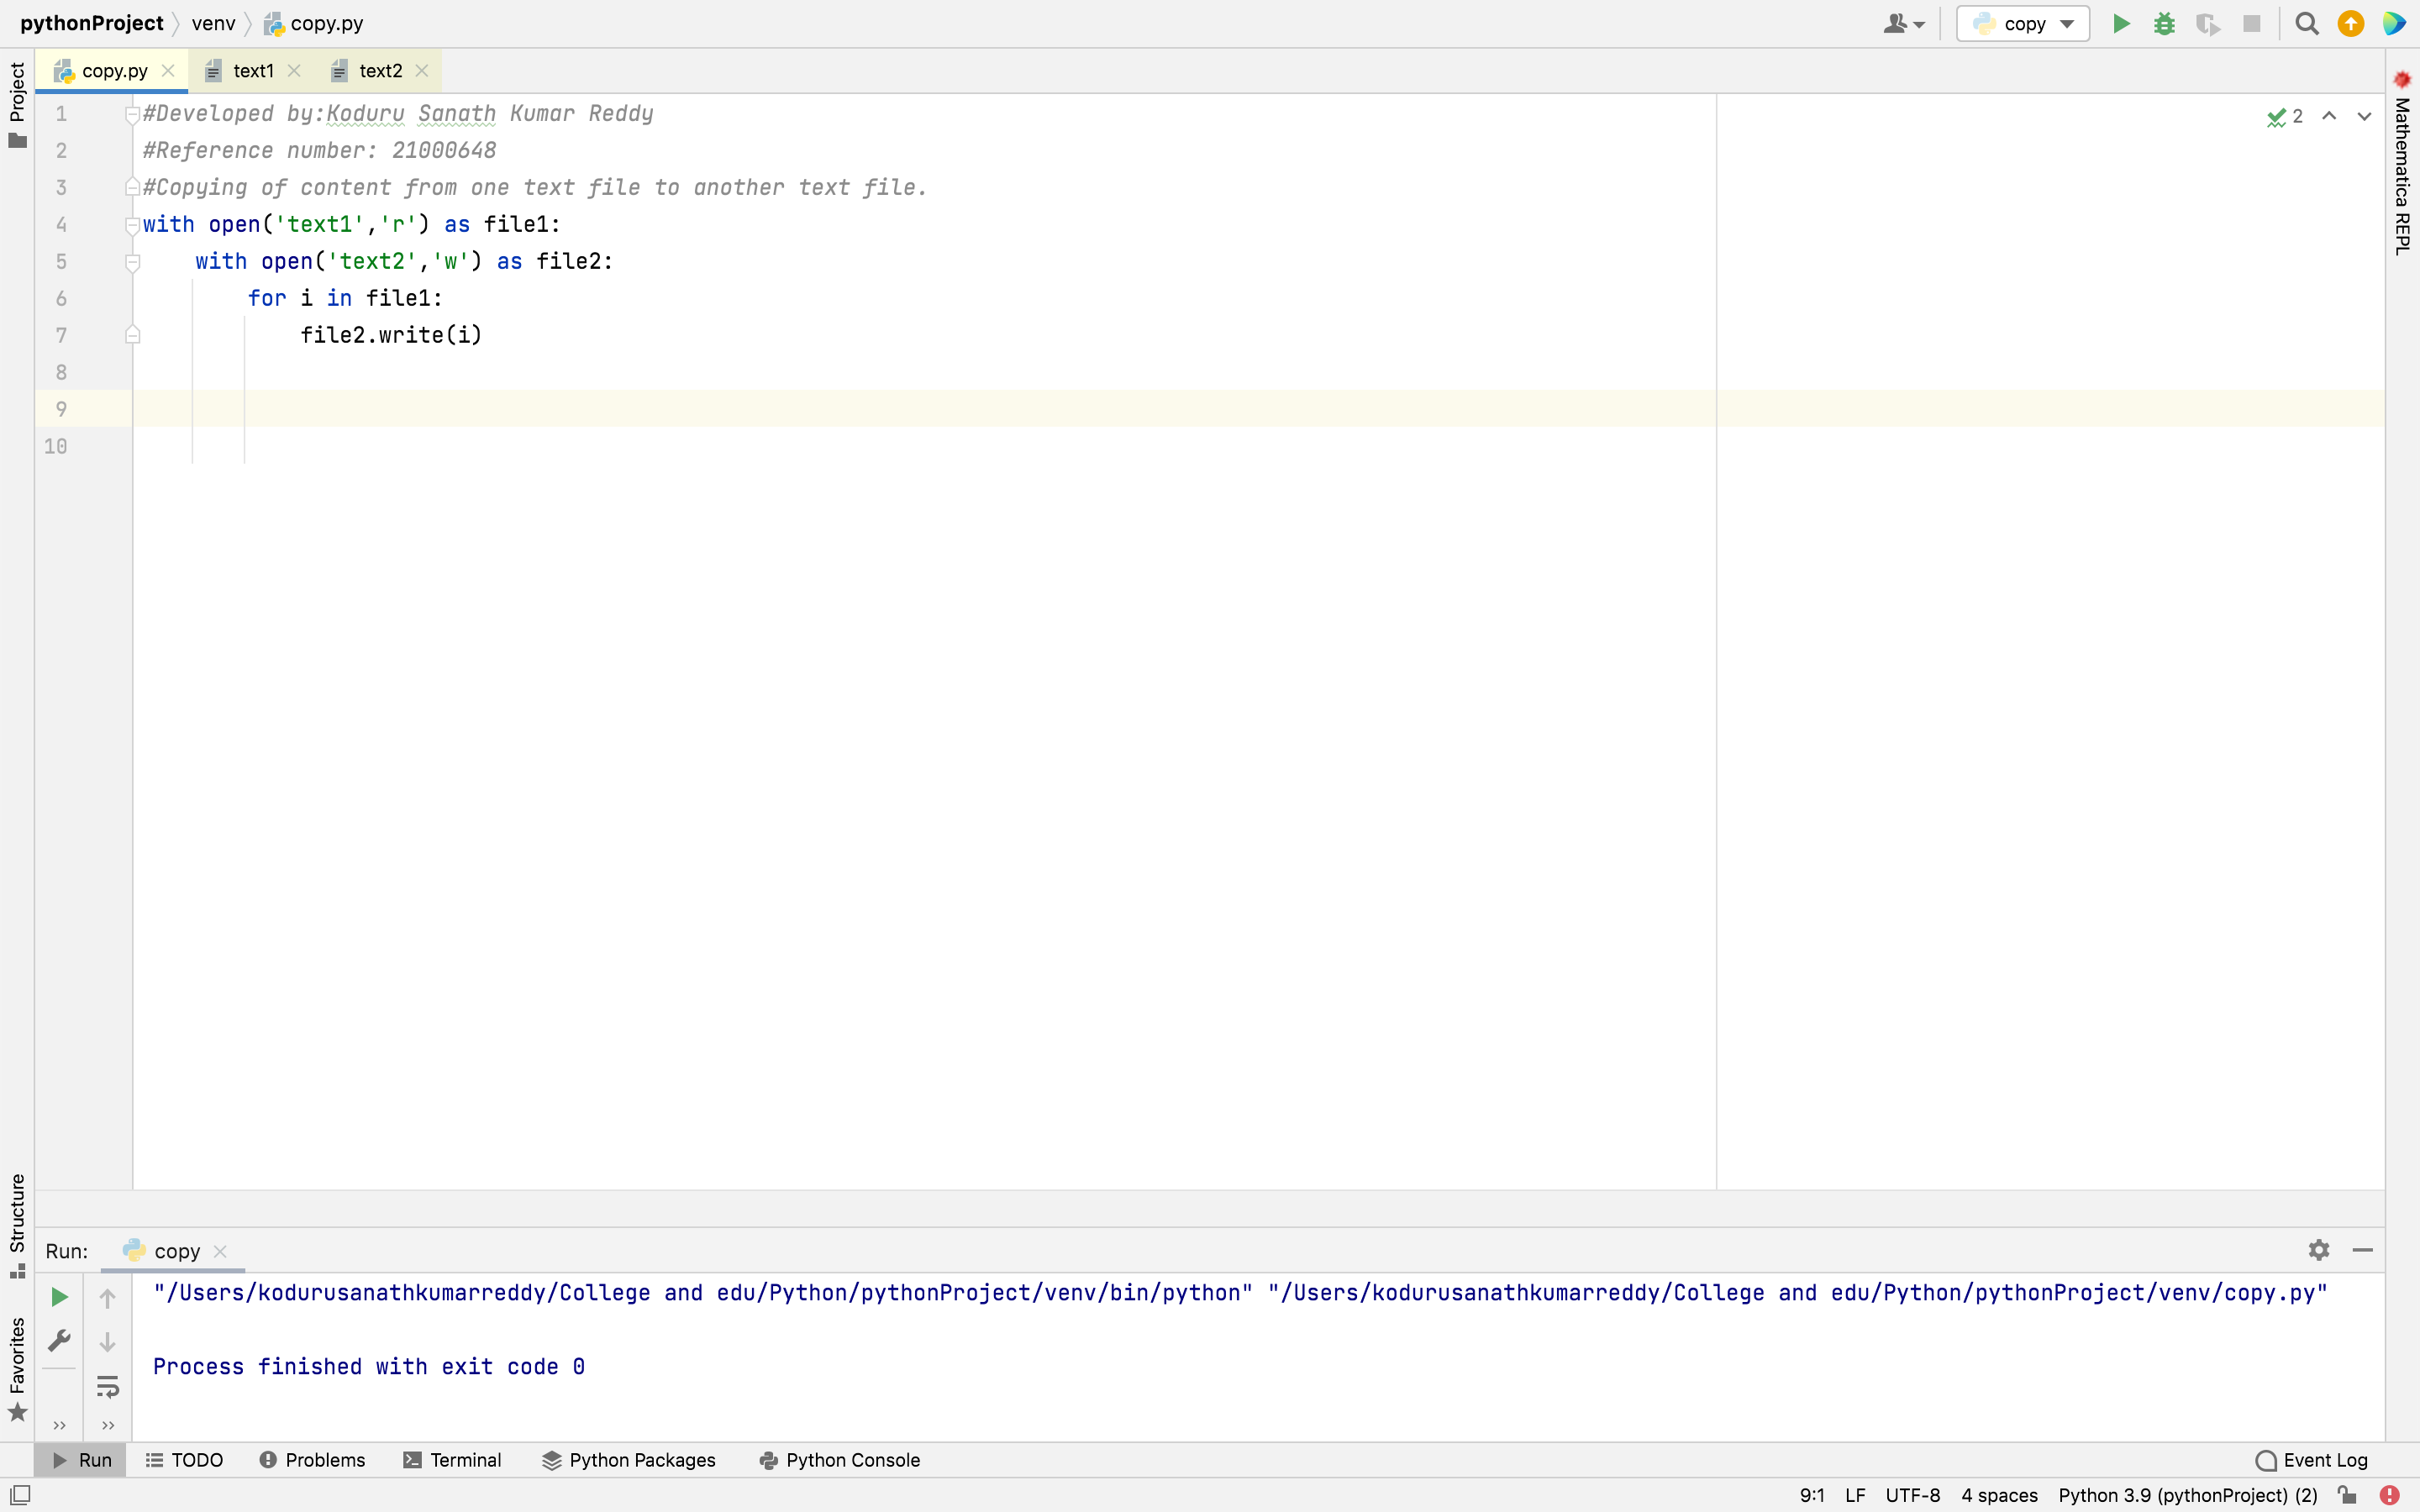 pythonProject venv copy.py
copy
copy.py text1 text2
Project
Mathematica REPL
1 #Developed by:Koduru Sanath Kumar Reddy
2 #Reference number: 21000648
3 #Copying of content from one text file to another text file.
4 with open('text1','r') as file1:
5     with open('text2','w') as file2:
6         for i in file1:
7             file2.write(i)
8
9
10
2
Structure
Favorites
Run: copy
"/Users/kodurusanathkumarreddy/College and edu/Python/pythonProject/venv/bin/python" "/Users/kodurusanathkumarreddy/College and edu/Python/pythonProject/venv/copy.py"
Process finished with exit code 0
Run TODO Problems Terminal Python Packages Python Console Event Log
9:1 LF UTF-8 4 spaces Python 3.9 (pythonProject) (2)